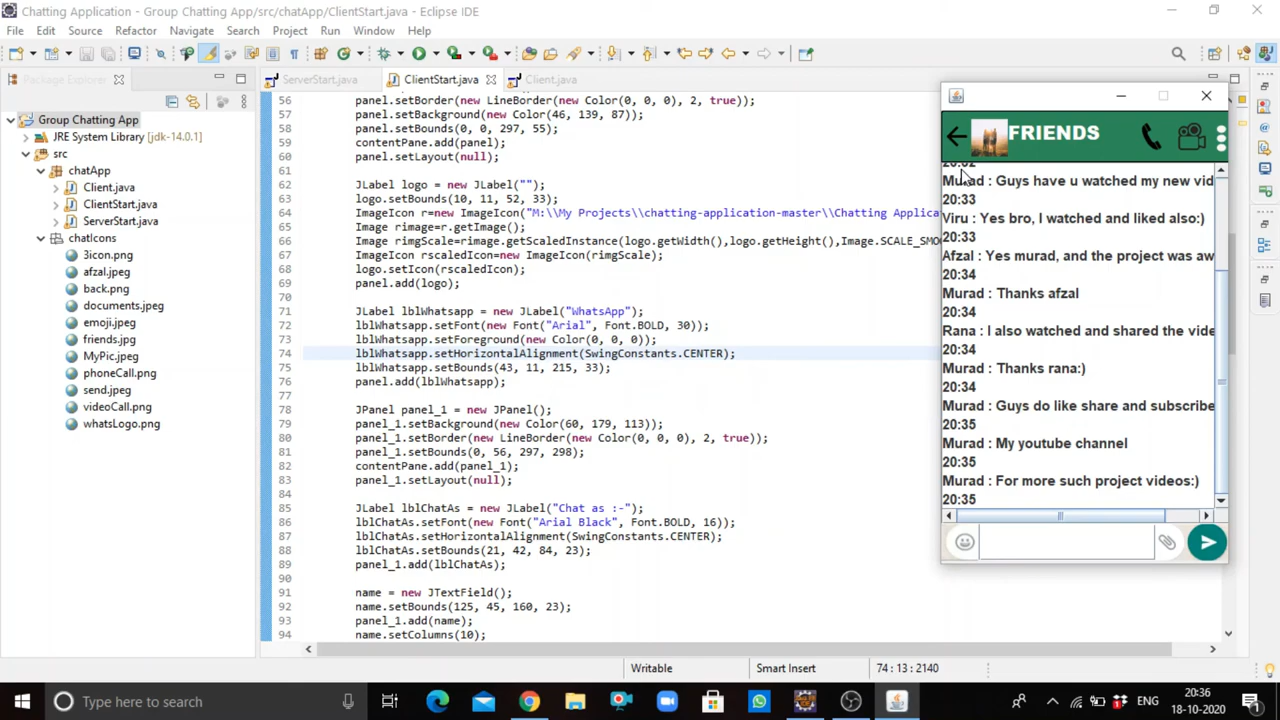 Chatting Application - Group Chatting App/src/chatApp/ClientStart.java - Eclipse IDE
File Edit Source Refactor Navigate Search Project Run Window Help
Package Explorer
ServerStart.java
ClientStart.java
Client.java
Group Chatting App
JRE System Library [jdk-14.0.1]
src
chatApp
Client.java
ClientStart.java
ServerStart.java
chatIcons
3icon.png
afzal.jpeg
back.png
documents.jpeg
emoji.jpeg
friends.jpg
MyPic.jpeg
phoneCall.png
send.jpeg
videoCall.png
whatsLogo.png
56 panel.setBorder(new LineBorder(new Color(0, 0, 0), 2, true));
57 panel.setBackground(new Color(46, 139, 87));
58 panel.setBounds(0, 0, 297, 55);
59 contentPane.add(panel);
60 panel.setLayout(null);
61
62 JLabel logo = new JLabel("");
63 logo.setBounds(10, 11, 52, 33);
64 ImageIcon r=new ImageIcon("M:\\My Projects\\chatting-application-master\\Chatting Applica
65 Image rimage=r.getImage();
66 Image rimgScale=rimage.getScaledInstance(logo.getWidth(),logo.getHeight(),Image.SCALE_SMO
67 ImageIcon rscaledIcon=new ImageIcon(rimgScale);
68 logo.setIcon(rscaledIcon);
69 panel.add(logo);
70
71 JLabel lblWhatsapp = new JLabel("WhatsApp");
72 lblWhatsapp.setFont(new Font("Arial", Font.BOLD, 30));
73 lblWhatsapp.setForeground(new Color(0, 0, 0));
74 lblWhatsapp.setHorizontalAlignment(SwingConstants.CENTER);
75 lblWhatsapp.setBounds(43, 11, 215, 33);
76 panel.add(lblWhatsapp);
77
78 JPanel panel_1 = new JPanel();
79 panel_1.setBackground(new Color(60, 179, 113));
80 panel_1.setBorder(new LineBorder(new Color(0, 0, 0), 2, true));
81 panel_1.setBounds(0, 56, 297, 298);
82 contentPane.add(panel_1);
83 panel_1.setLayout(null);
84
85 JLabel lblChatAs = new JLabel("Chat as :-");
86 lblChatAs.setFont(new Font("Arial Black", Font.BOLD, 16));
87 lblChatAs.setHorizontalAlignment(SwingConstants.CENTER);
88 lblChatAs.setBounds(21, 42, 84, 23);
89 panel_1.add(lblChatAs);
90
91 name = new JTextField();
92 name.setBounds(125, 45, 160, 23);
93 panel_1.add(name);
94 name.setColumns(10);
FRIENDS
Murad : Guys have u watched my new vid
20:33
Viru : Yes bro, I watched and liked also:)
20:33
Afzal : Yes murad, and the project was aw
20:34
Murad : Thanks afzal
20:34
Rana : I also watched and shared the vide
20:34
Murad : Thanks rana:)
20:34
Murad : Guys do like share and subscribe
20:35
Murad : My youtube channel
20:35
Murad : For more such project videos:)
20:35
Writable
Smart Insert
74 : 13 : 2140
Type here to search
ENG
20:36
18-10-2020
1